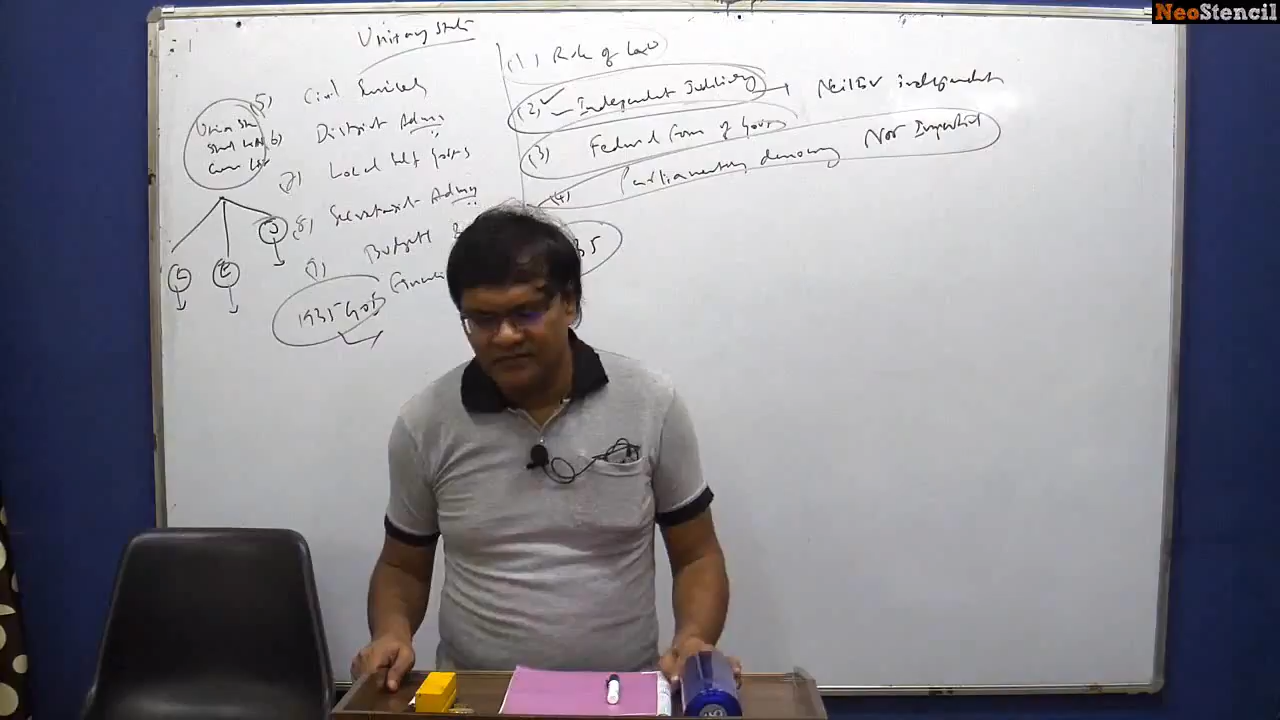 NeoStencil
Unitary State
(5) Civil Services
6) District Admn
7) Local self Govts
(8) Secretariat Admn
(9) Budgets
1935 GOI
L
E
J
(1) Rule of Law
(2) ✓ Independent Judiciary → Neither independent
Nor Impartial
(3) Federal Form of Govt
(4) Parliamentary democracy
35